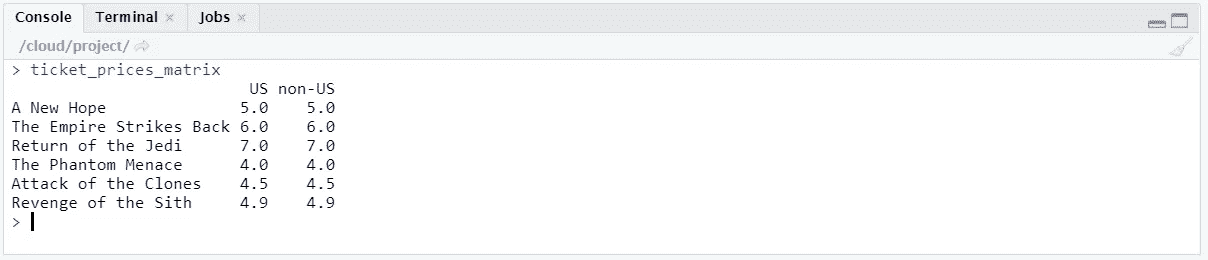 Console Terminal × Jobs ×
/cloud/project/
> ticket_prices_matrix
                        US non-US
A New Hope              5.0    5.0
The Empire Strikes Back 6.0    6.0
Return of the Jedi      7.0    7.0
The Phantom Menace      4.0    4.0
Attack of the Clones    4.5    4.5
Revenge of the Sith     4.9    4.9
>